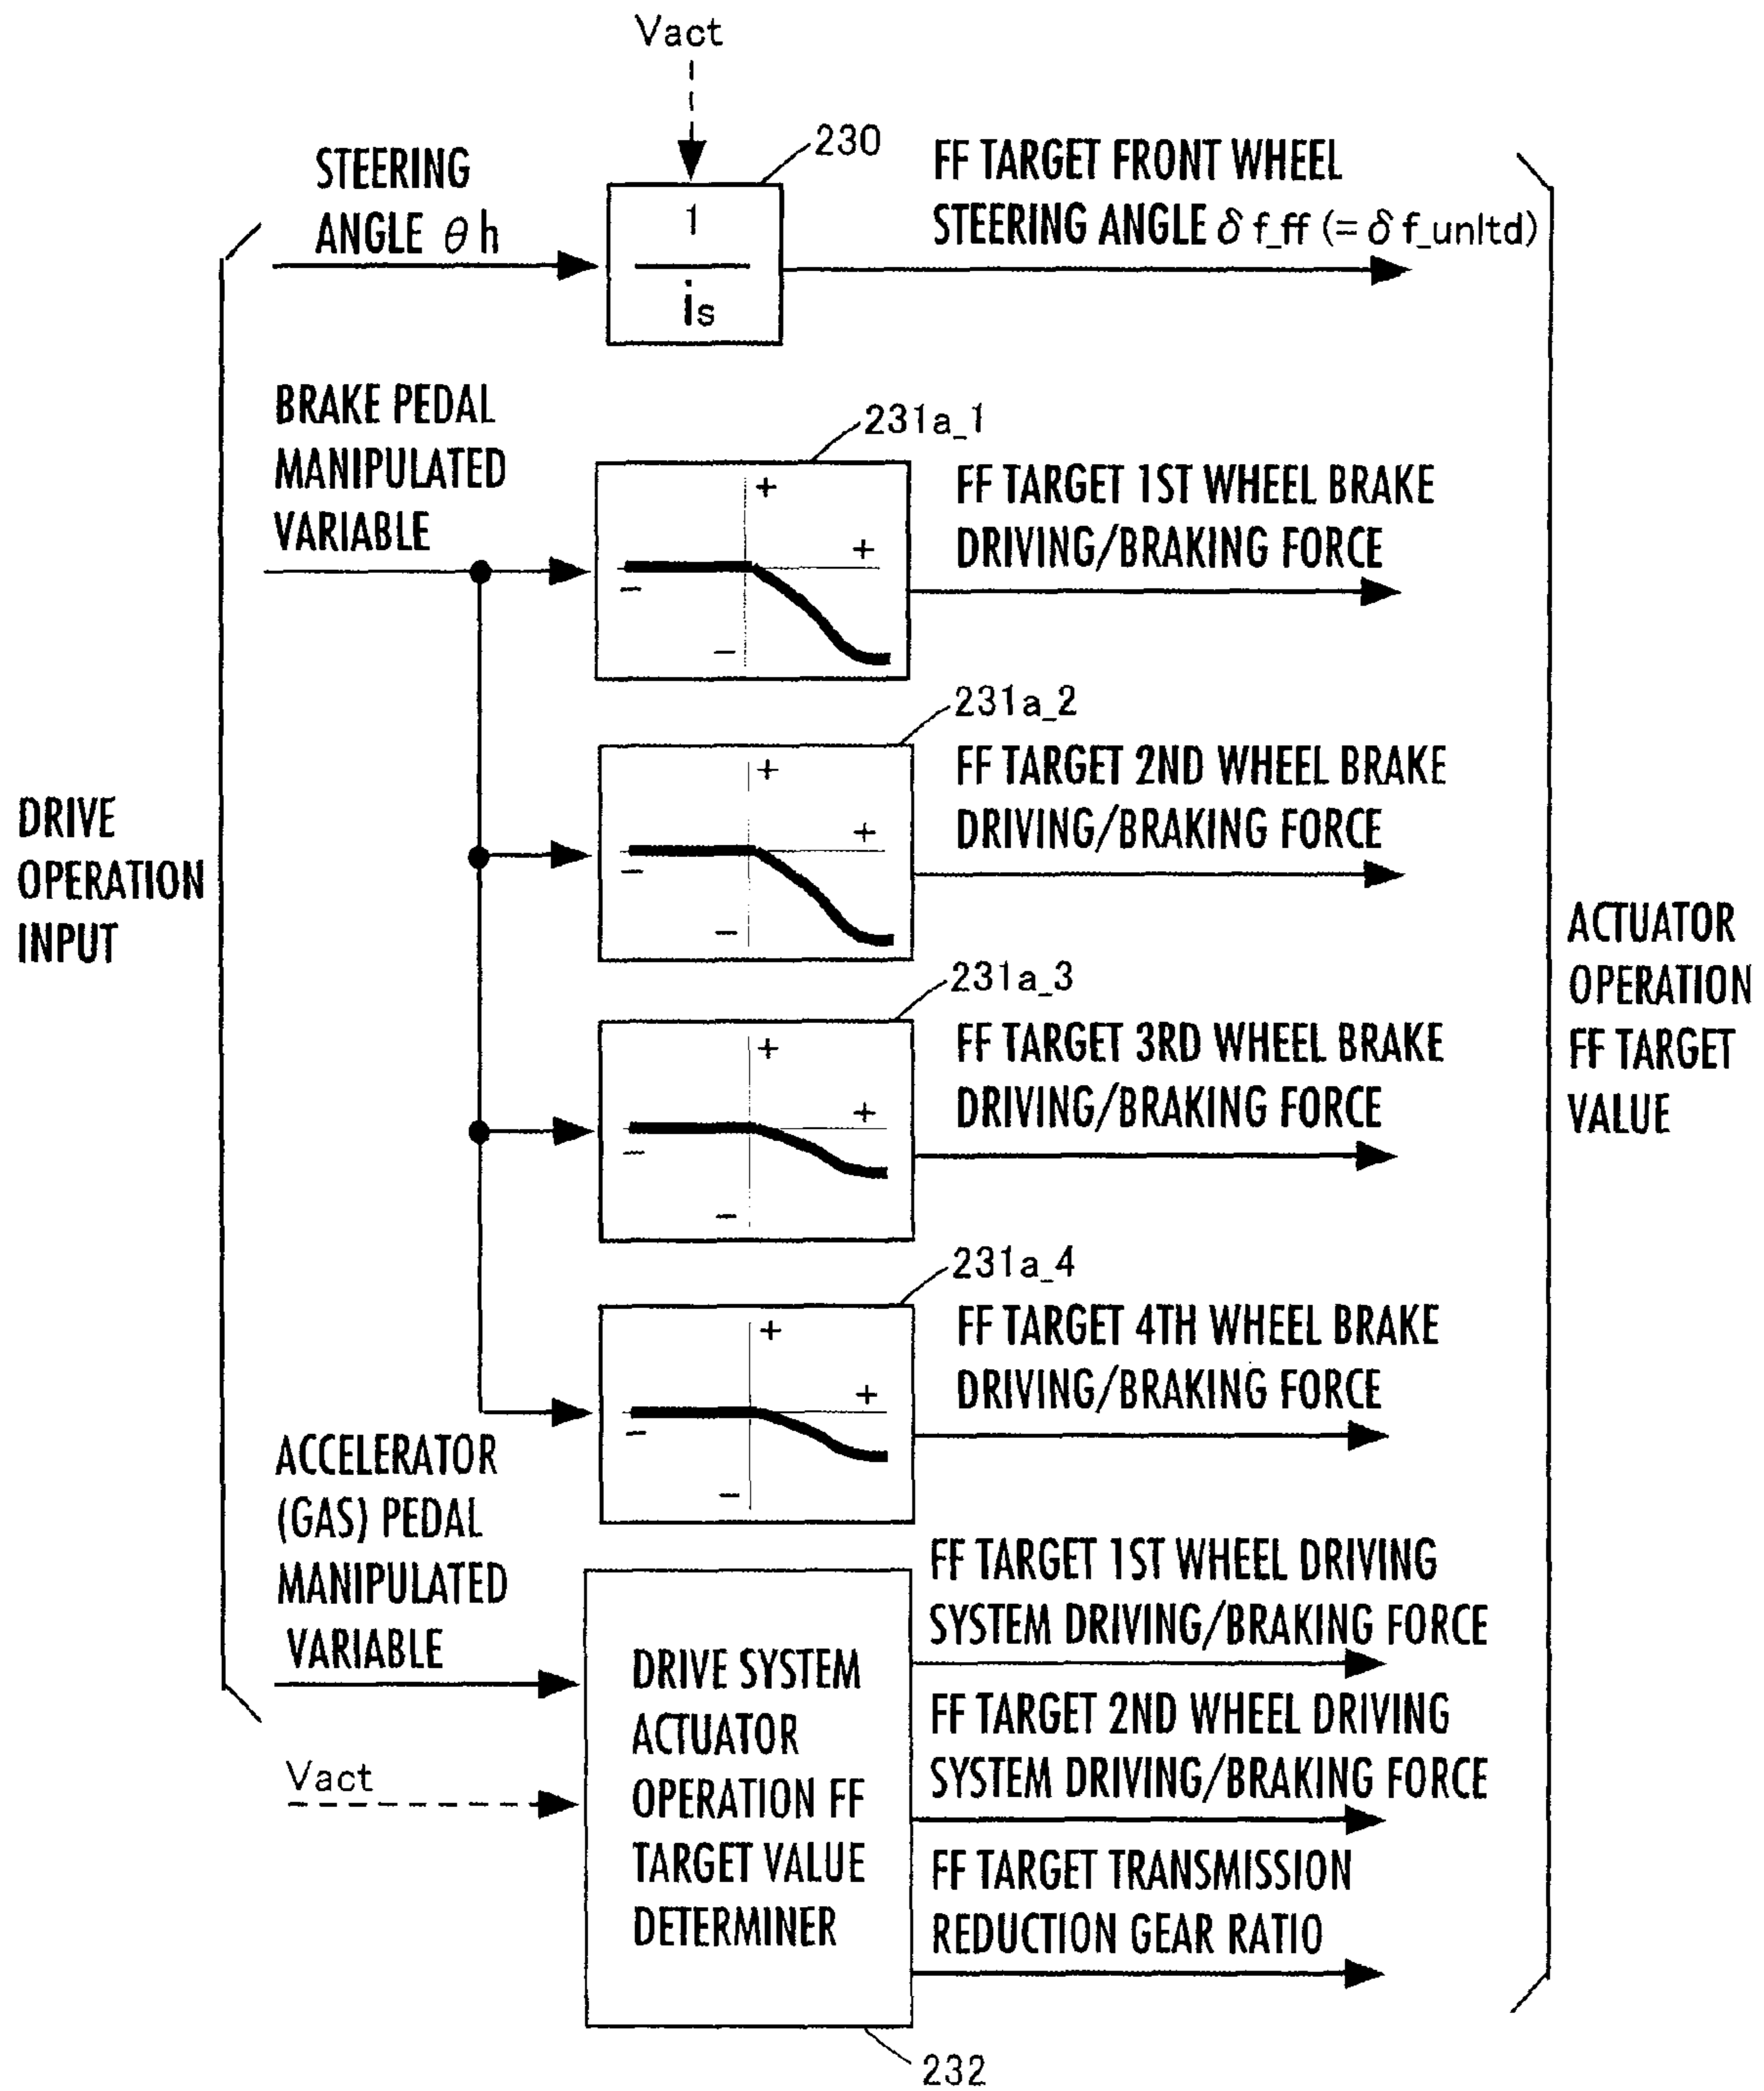 Vact
230
STEERING
ANGLE θh
1
is
FF TARGET FRONT WHEEL
STEERING ANGLE δf_ff (= δf_unltd)
BRAKE PEDAL
MANIPULATED
VARIABLE
231a_1
+
+
−
−
FF TARGET 1ST WHEEL BRAKE
DRIVING/BRAKING FORCE
231a_2
+
+
−
−
FF TARGET 2ND WHEEL BRAKE
DRIVING/BRAKING FORCE
DRIVE
OPERATION
INPUT
ACTUATOR
OPERATION
FF TARGET
VALUE
231a_3
+
+
−
−
FF TARGET 3RD WHEEL BRAKE
DRIVING/BRAKING FORCE
231a_4
+
+
−
−
FF TARGET 4TH WHEEL BRAKE
DRIVING/BRAKING FORCE
ACCELERATOR
(GAS) PEDAL
MANIPULATED
VARIABLE
Vact
DRIVE SYSTEM
ACTUATOR
OPERATION FF
TARGET VALUE
DETERMINER
232
FF TARGET 1ST WHEEL DRIVING
SYSTEM DRIVING/BRAKING FORCE
FF TARGET 2ND WHEEL DRIVING
SYSTEM DRIVING/BRAKING FORCE
FF TARGET TRANSMISSION
REDUCTION GEAR RATIO